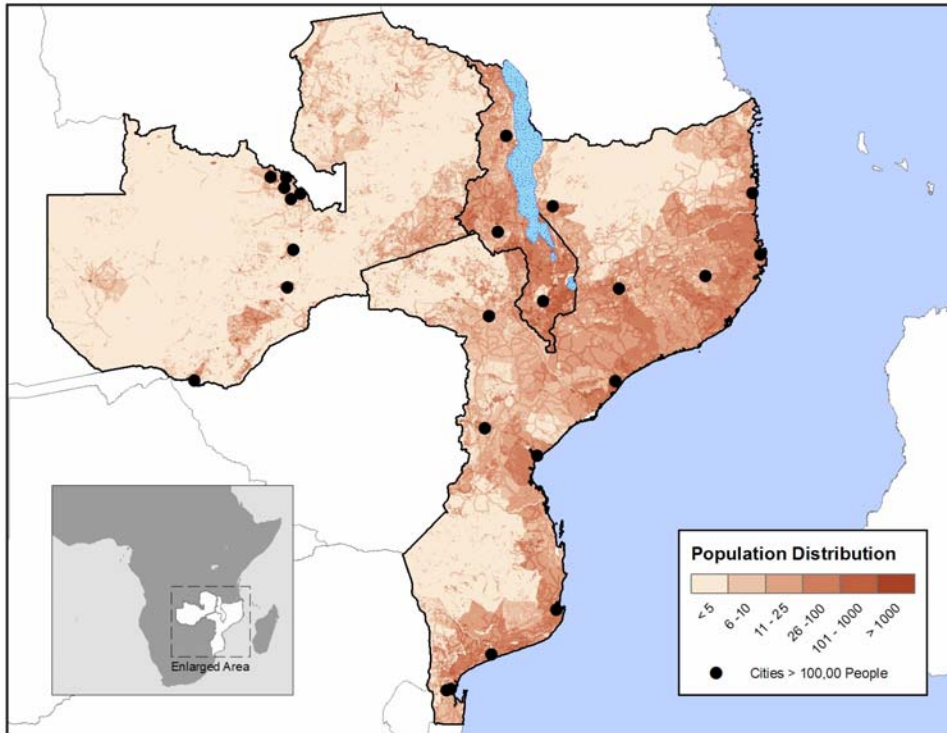 Enlarged Area
Population Distribution
< 5
6 -10
11 - 25
26 -100
101 - 1000
> 1000
Cities > 100,00 People